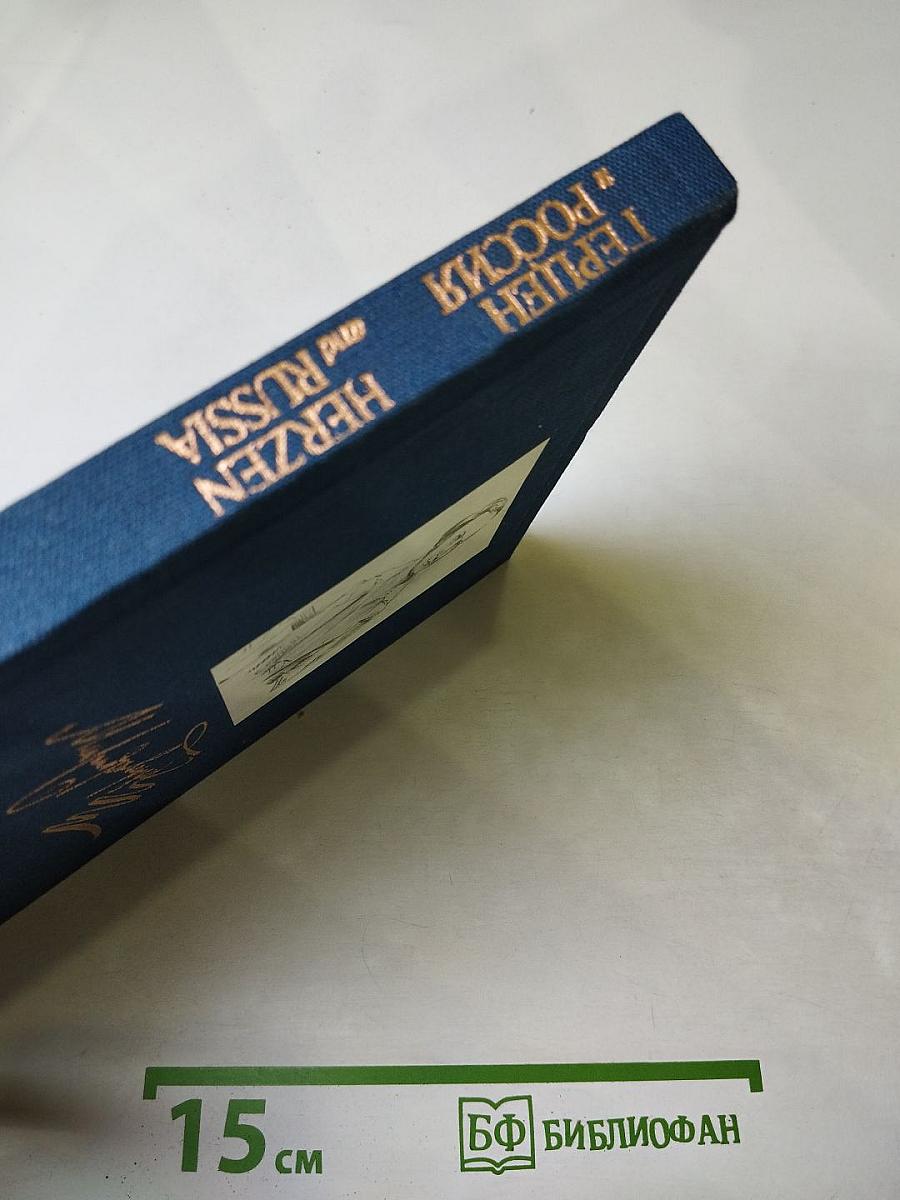 ГЕРЦЕН
и РОССИЯ
HERZEN
and RUSSIA
15 см
БФ БИБЛИОФАН